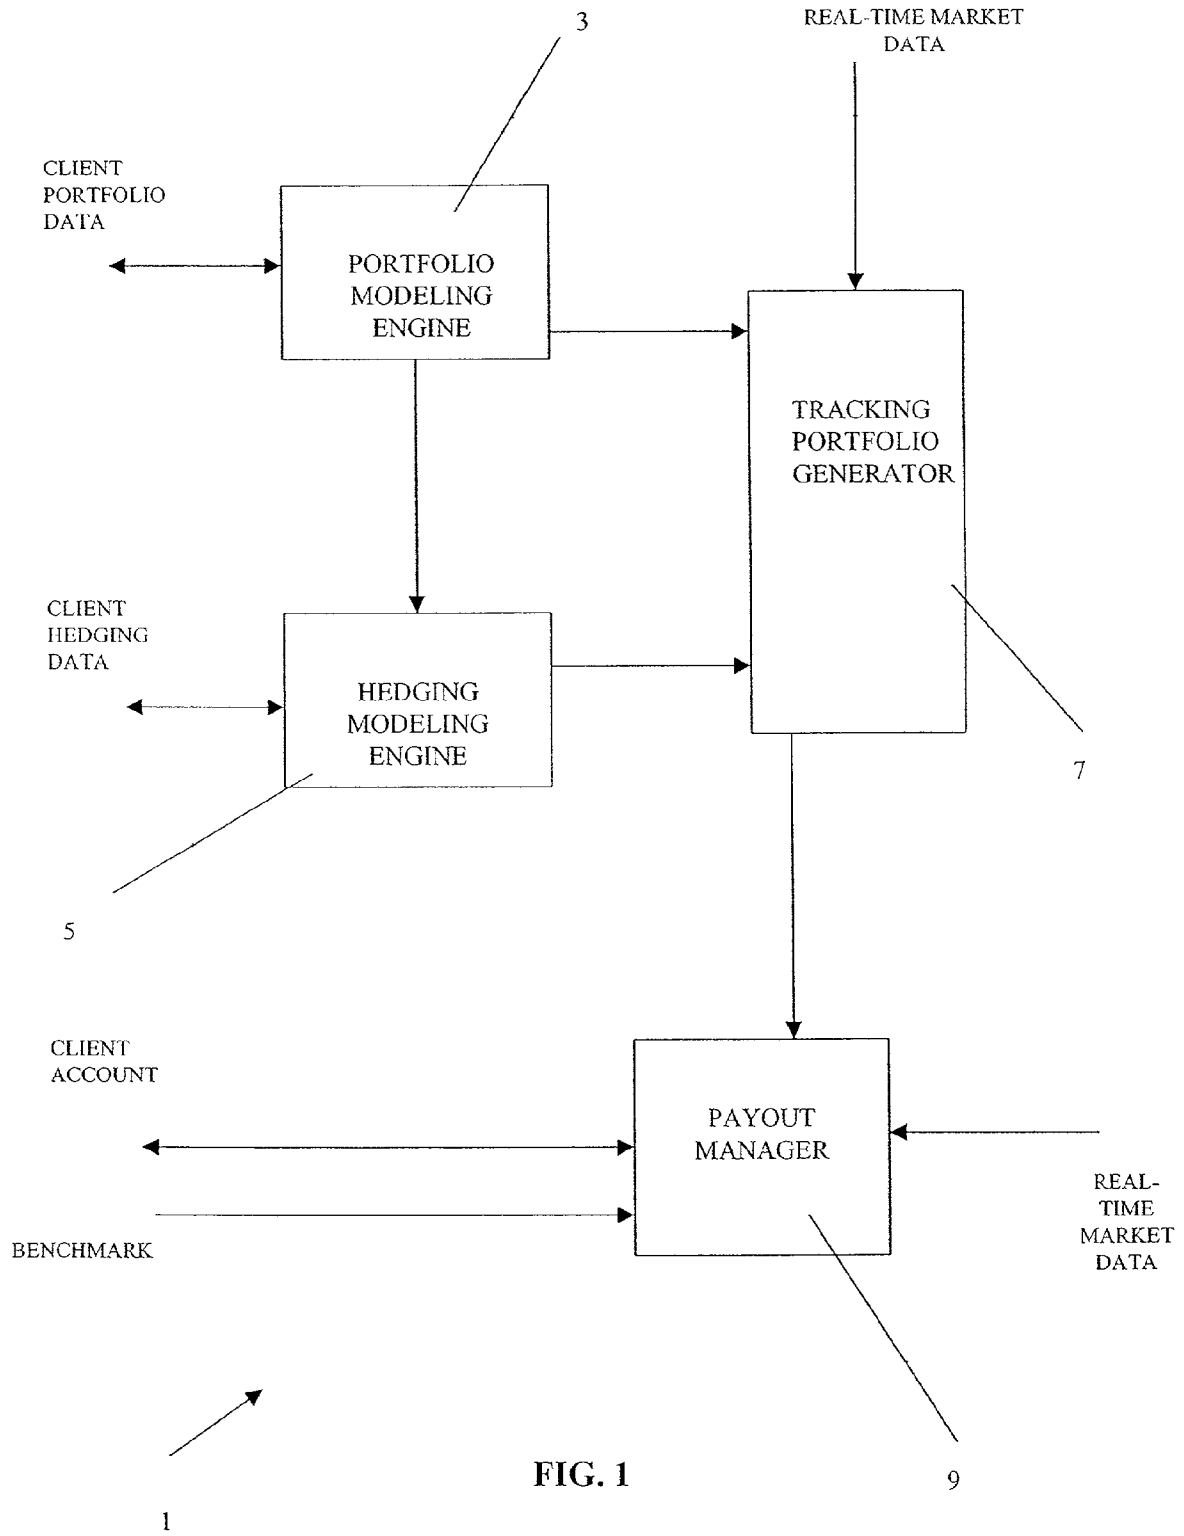 3
REAL-TIME MARKET
DATA
CLIENT
PORTFOLIO
DATA
PORTFOLIO
MODELING
ENGINE
TRACKING
PORTFOLIO
GENERATOR
CLIENT
HEDGING
DATA
HEDGING
MODELING
ENGINE
7
5
CLIENT
ACCOUNT
PAYOUT
MANAGER
REAL-
TIME
MARKET
DATA
BENCHMARK
FIG. 1
9
1